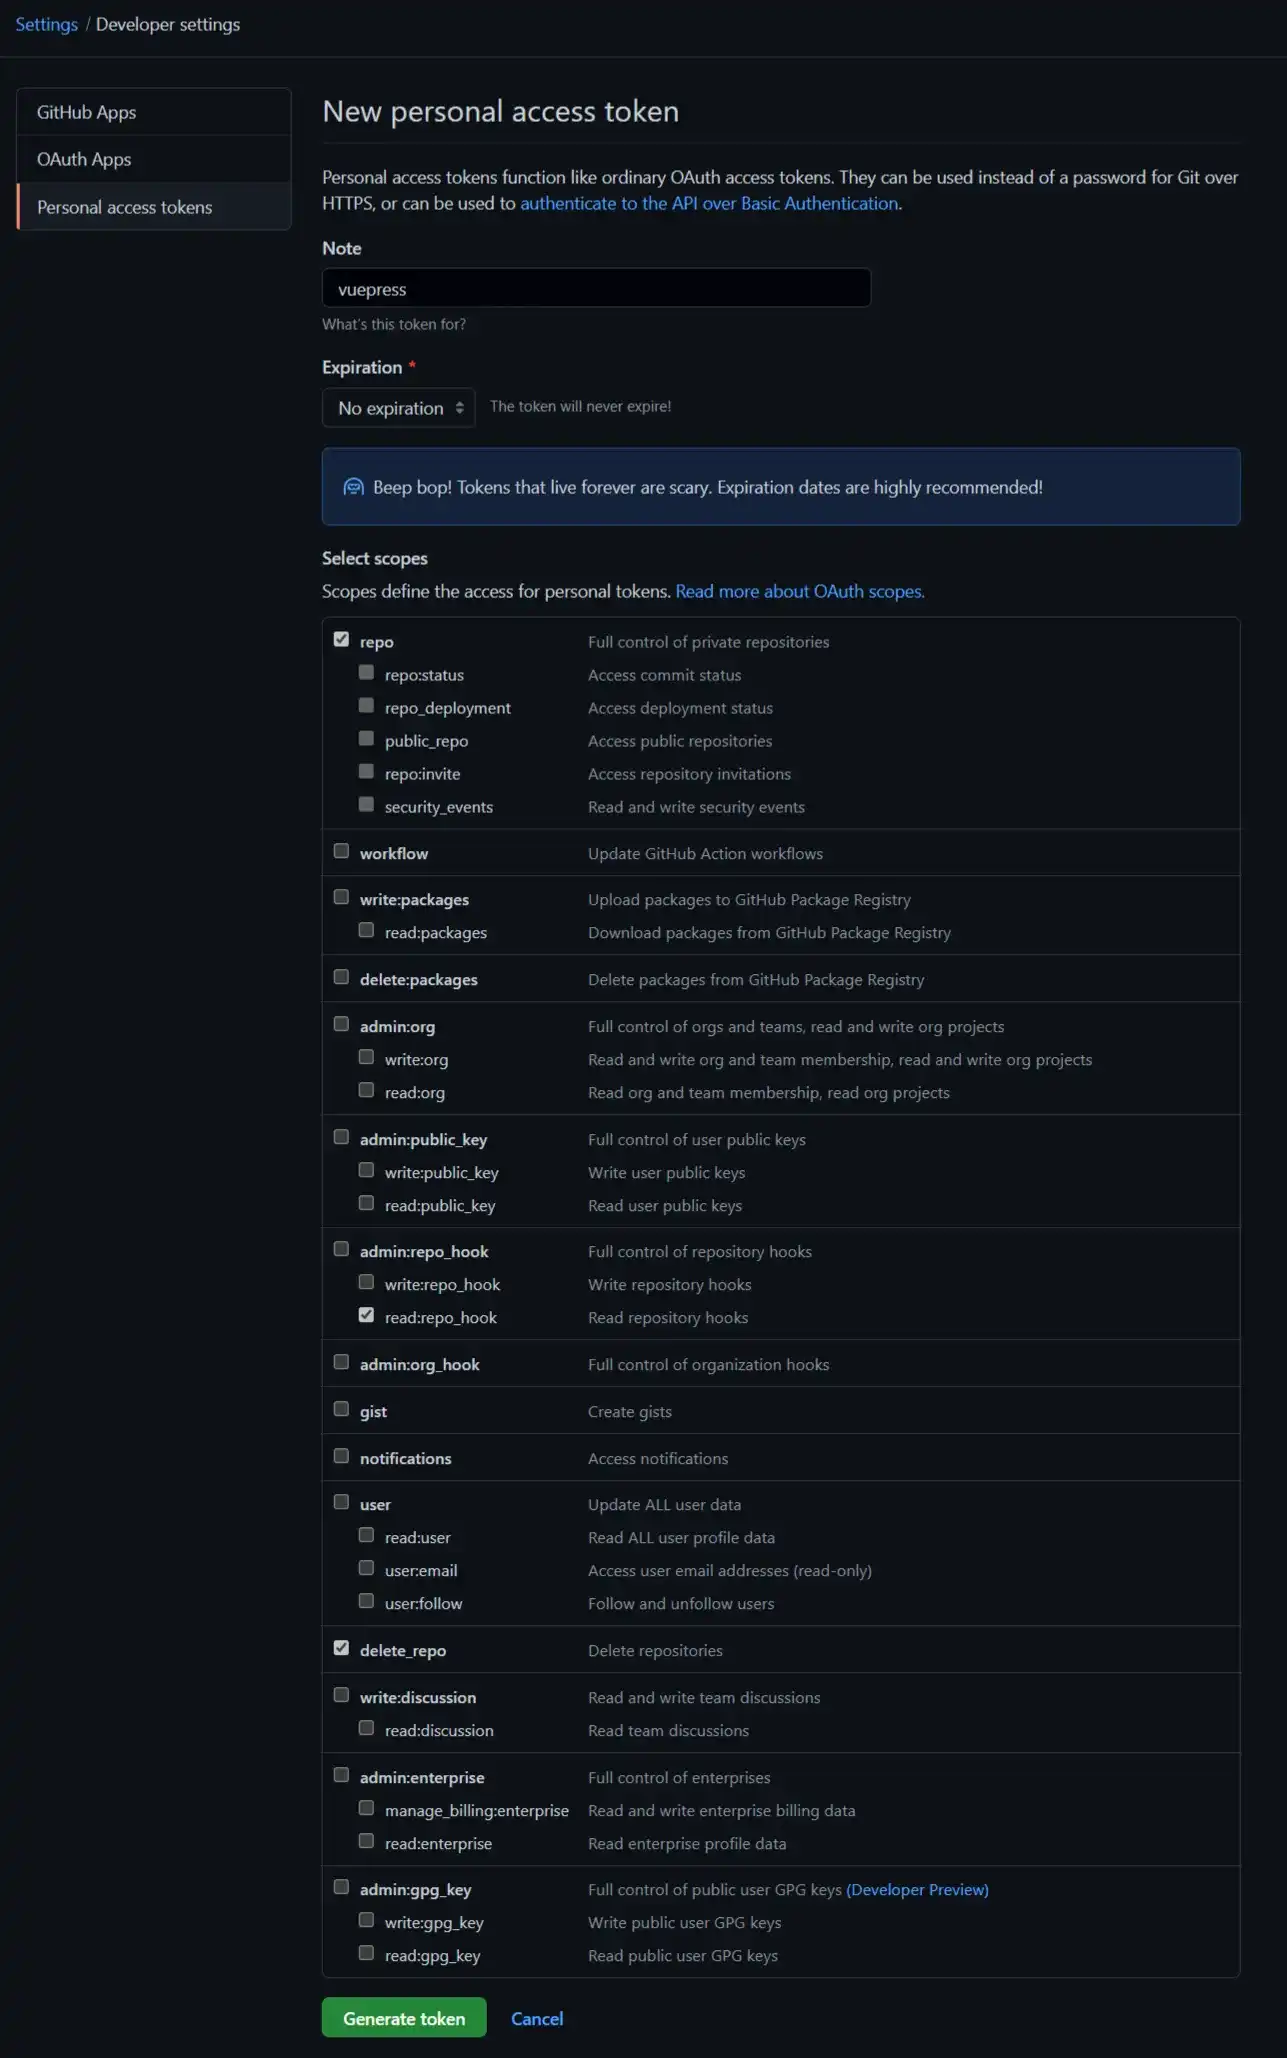 Settings / Developer settings
GitHub Apps
OAuth Apps
Personal access tokens
New personal access token
Personal access tokens function like ordinary OAuth access tokens. They can be used instead of a password for Git over
HTTPS, or can be used to authenticate to the API over Basic Authentication.
Note
vuepress
What's this token for?
Expiration *
No expiration The token will never expire!
Beep bop! Tokens that live forever are scary. Expiration dates are highly recommended!
Select scopes
Scopes define the access for personal tokens. Read more about OAuth scopes.
repo Full control of private repositories
repo:status Access commit status
repo_deployment Access deployment status
public_repo Access public repositories
repo:invite Access repository invitations
security_events Read and write security events
workflow Update GitHub Action workflows
write:packages Upload packages to GitHub Package Registry
read:packages Download packages from GitHub Package Registry
delete:packages Delete packages from GitHub Package Registry
admin:org Full control of orgs and teams, read and write org projects
write:org Read and write org and team membership, read and write org projects
read:org Read org and team membership, read org projects
admin:public_key Full control of user public keys
write:public_key Write user public keys
read:public_key Read user public keys
admin:repo_hook Full control of repository hooks
write:repo_hook Write repository hooks
read:repo_hook Read repository hooks
admin:org_hook Full control of organization hooks
gist Create gists
notifications Access notifications
user Update ALL user data
read:user Read ALL user profile data
user:email Access user email addresses (read-only)
user:follow Follow and unfollow users
delete_repo Delete repositories
write:discussion Read and write team discussions
read:discussion Read team discussions
admin:enterprise Full control of enterprises
manage_billing:enterprise Read and write enterprise billing data
read:enterprise Read enterprise profile data
admin:gpg_key Full control of public user GPG keys (Developer Preview)
write:gpg_key Write public user GPG keys
read:gpg_key Read public user GPG keys
Generate token Cancel